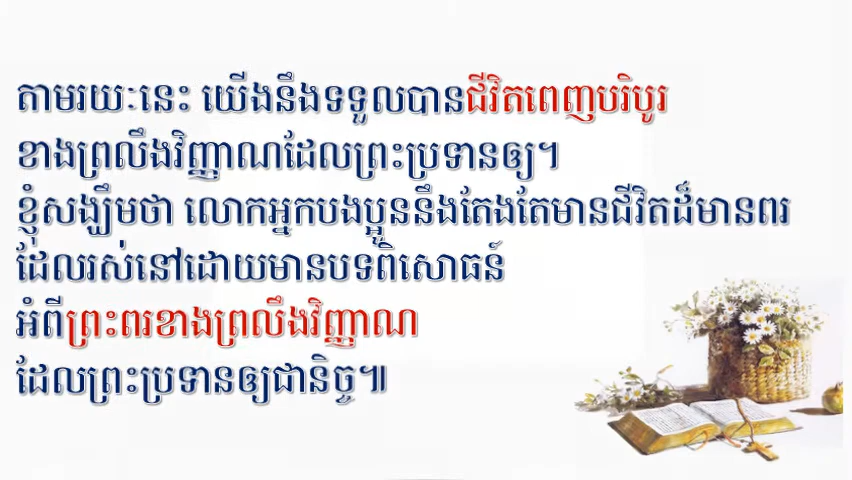 តាមរយៈនេះ យើងនឹងទទួលបានជីវិតពេញបរិបូរ
ខាងព្រលឹងវិញ្ញាណដែលព្រះប្រទានឲ្យ។
ខ្ញុំសង្ឃឹមថា លោកអ្នកបងប្អូននឹងតែងតែមានជីវិតដ៏មានពរ
ដែលរស់នៅដោយមានបទពិសោធន៍
អំពីព្រះពរខាងព្រលឹងវិញ្ញាណ
ដែលព្រះប្រទានឲ្យជានិច្ច៕